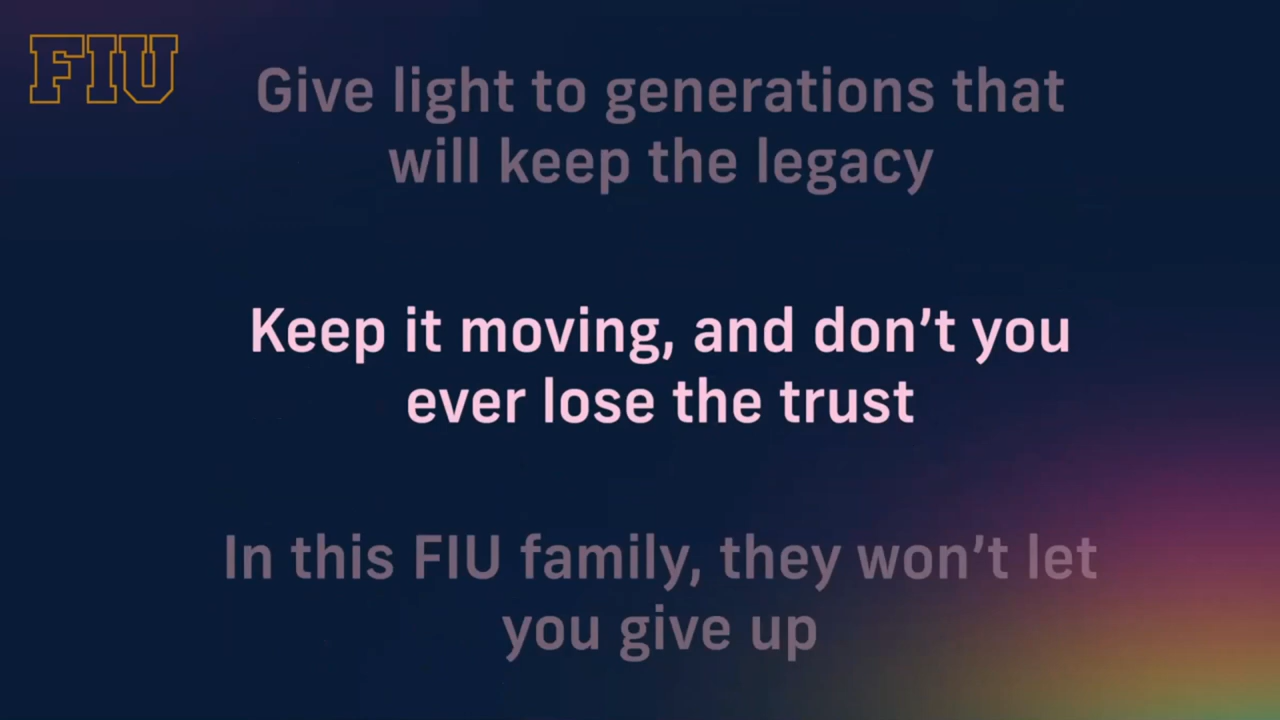 FIU
Give light to generations that
will keep the legacy
Keep it moving, and don’t you
ever lose the trust
In this FIU family, they won’t let
you give up